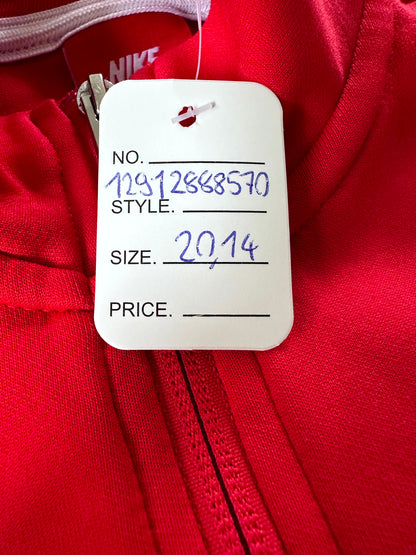 NIKE
NO.
12912888570
STYLE.
SIZE. 20,14
PRICE.